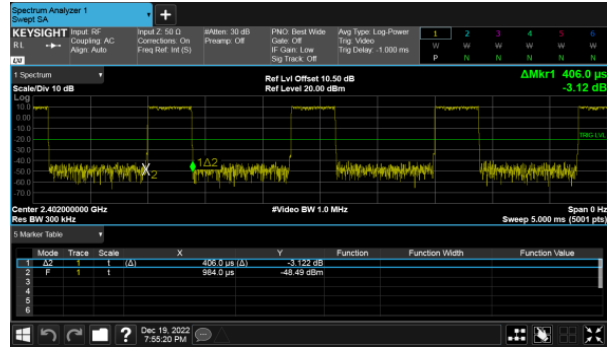 Spectrum Analyzer 1
Swept SA
+
KEYSIGHT Input: RF Input Z: 50 Ω #Atten: 30 dB PNO: Best Wide Avg Type: Log-Power 1 2 3 4 5 6
RL Coupling: AC Corrections: On Preamp: Off Gate: Off Trig: Video W W W W W W
Align: Auto Freq Ref: Int (S) IF Gain: Low Trig Delay: -1.000 ms P N N N N N
LXI Sig Track: Off
1 Spectrum Ref Lvl Offset 10.50 dB ΔMkr1 406.0 µs
Scale/Div 10 dB Ref Level 20.00 dBm -3.12 dB
Log
10.0
0.00
-10.0
-20.0 TRIG LVL
-30.0
-40.0
-50.0 X2 1Δ2
-60.0
-70.0
Center 2.402000000 GHz #Video BW 1.0 MHz Span 0 Hz
Res BW 300 kHz Sweep 5.000 ms (5001 pts)
5 Marker Table
Mode Trace Scale X Y Function Function Width Function Value
1 Δ2 1 t (Δ) 406.0 µs (Δ) -3.122 dB
2 F 1 t 984.0 µs -48.49 dBm
3
4
5
6
? Dec 19, 2022
7:55:20 PM